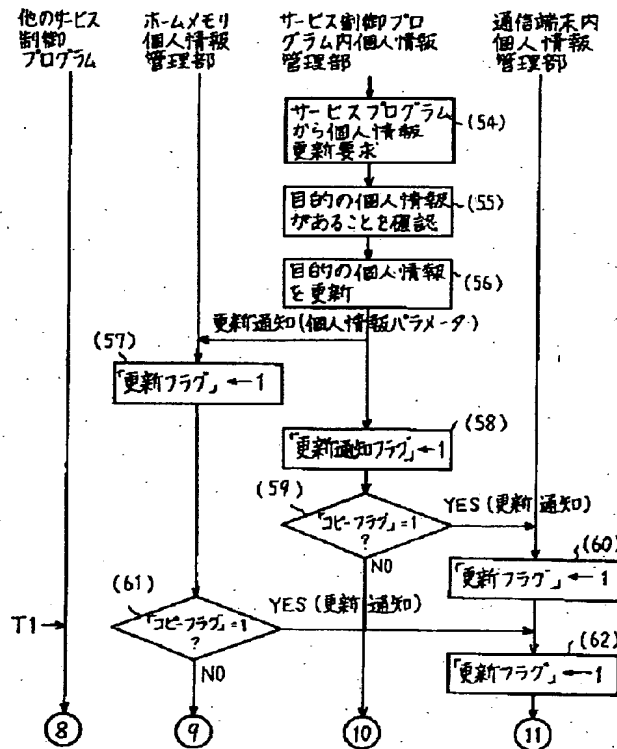 他のサービス
制御
プログラム
ホームメモリ
個人情報
管理部
サービス制御プロ
グラム内個人情報
管理部
通信端末内
個人情報
管理部
サービスプログラム
から個人情報
更新要求
(54)
目的の個人情報
があることを確認
(55)
目的の個人情報
を更新
(56)
更新通知(個人情報パラメータ)
(57)
「更新フラグ」←1
(58)
「更新通知フラグ」←1
(59)
「コピーフラグ」=1
?
YES(更新通知)
NO
(60)
「更新フラグ」←1
(61)
T1→
「コピーフラグ」=1
?
YES(更新通知)
NO
(62)
「更新フラグ」←1
⑧
⑨
⑩
⑪